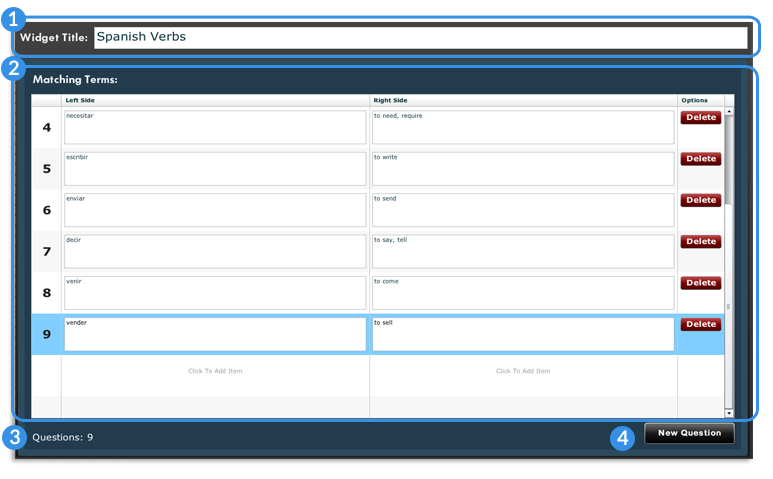 1
Widget Title: Spanish Verbs
2
Matching Terms:
Left Side Right Side Options
4 necesitar to need, require Delete
5 escribir to write Delete
6 enviar to send Delete
7 decir to say, tell Delete
8 venir to come Delete
9 vender to sell Delete
Click To Add Item Click To Add Item
3 Questions: 9 4 New Question